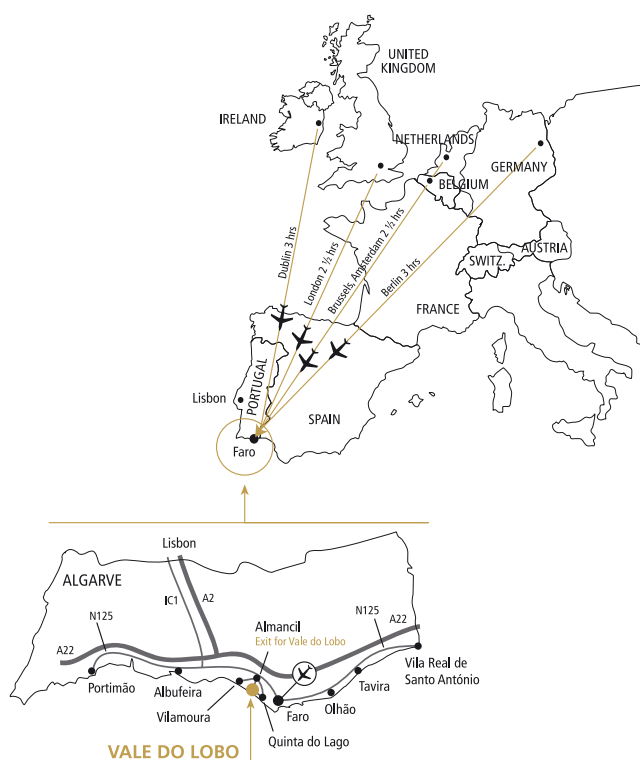 UNITED
KINGDOM
IRELAND
NETHERLANDS
GERMANY
BELGIUM
Dublin 3 hrs
London 2 ½ hrs
Brussels, Amsterdam 2 ½ hrs
Berlin 3 hrs
AUSTRIA
SWITZ.
FRANCE
PORTUGAL
Lisbon
SPAIN
Faro
Lisbon
ALGARVE
IC1
A2
N125
A22
Almancil
Exit for Vale do Lobo
N125
A22
Portimão
Albufeira
Vilamoura
Faro
Olhão
Tavira
Vila Real de
Santo António
Quinta do Lago
VALE DO LOBO